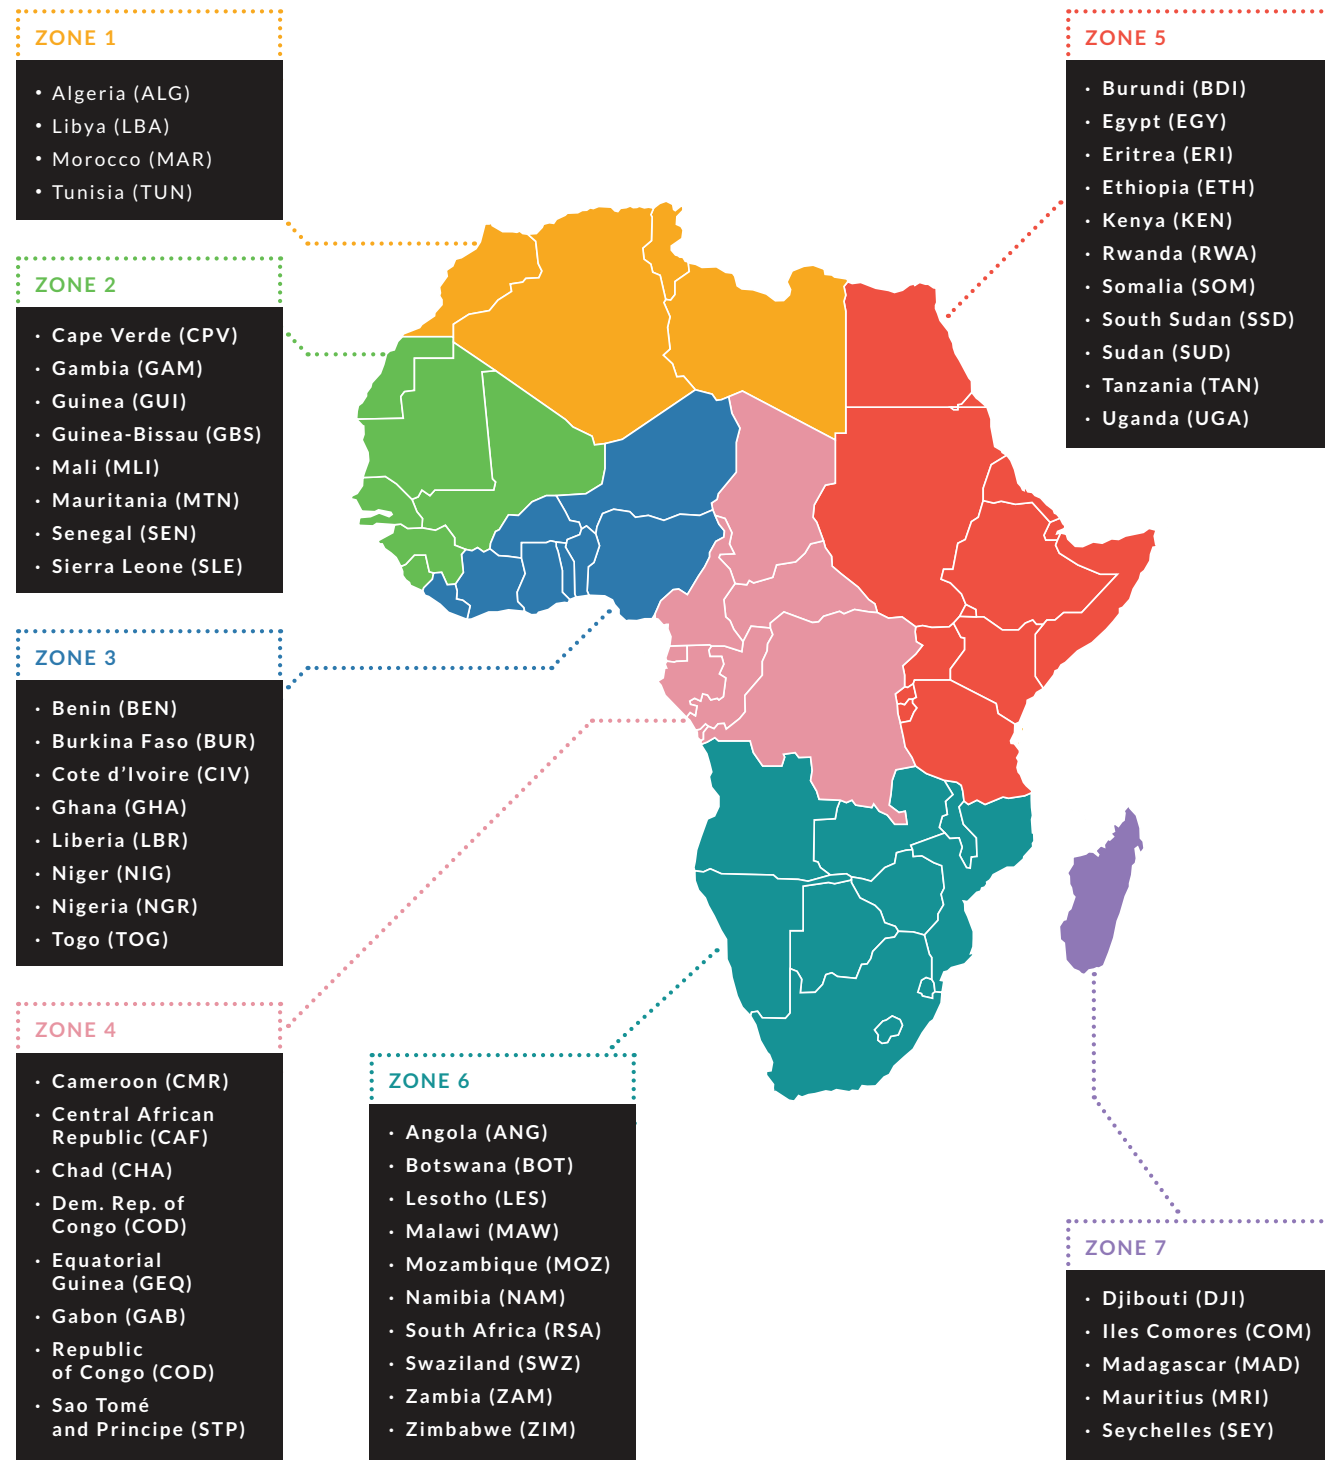 ZONE 1
• Algeria (ALG)
• Libya (LBA)
• Morocco (MAR)
• Tunisia (TUN)
ZONE 2
· Cape Verde (CPV)
· Gambia (GAM)
· Guinea (GUI)
· Guinea-Bissau (GBS)
· Mali (MLI)
· Mauritania (MTN)
· Senegal (SEN)
· Sierra Leone (SLE)
ZONE 3
· Benin (BEN)
· Burkina Faso (BUR)
· Cote d’Ivoire (CIV)
· Ghana (GHA)
· Liberia (LBR)
· Niger (NIG)
· Nigeria (NGR)
· Togo (TOG)
ZONE 4
· Cameroon (CMR)
· Central African
Republic (CAF)
· Chad (CHA)
· Dem. Rep. of
Congo (COD)
· Equatorial
Guinea (GEQ)
· Gabon (GAB)
· Republic
of Congo (COD)
· Sao Tomé
and Principe (STP)
ZONE 5
· Burundi (BDI)
· Egypt (EGY)
· Eritrea (ERI)
· Ethiopia (ETH)
· Kenya (KEN)
· Rwanda (RWA)
· Somalia (SOM)
· South Sudan (SSD)
· Sudan (SUD)
· Tanzania (TAN)
· Uganda (UGA)
ZONE 6
· Angola (ANG)
· Botswana (BOT)
· Lesotho (LES)
· Malawi (MAW)
· Mozambique (MOZ)
· Namibia (NAM)
· South Africa (RSA)
· Swaziland (SWZ)
· Zambia (ZAM)
· Zimbabwe (ZIM)
ZONE 7
· Djibouti (DJI)
· Iles Comores (COM)
· Madagascar (MAD)
· Mauritius (MRI)
· Seychelles (SEY)